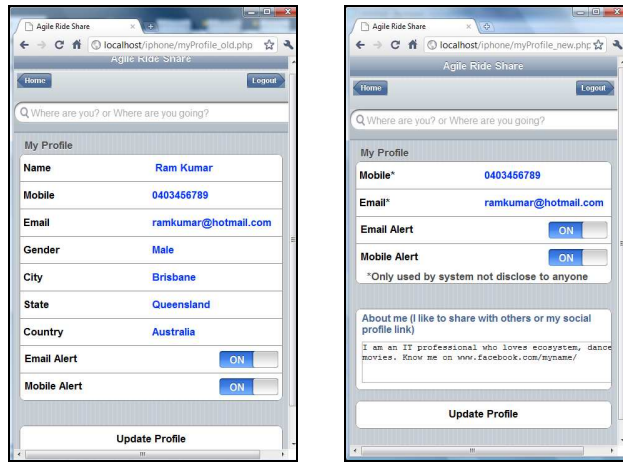 Agile Ride Share
localhost/iphone/myProfile_old.php
Agile Ride Share
Home
Logout
Where are you? or Where are you going?
My Profile
Name Ram Kumar
Mobile 0403456789
Email ramkumar@hotmail.com
Gender Male
City Brisbane
State Queensland
Country Australia
Email Alert ON
Mobile Alert ON
Update Profile
Agile Ride Share
localhost/iphone/myProfile_new.php
Agile Ride Share
Home
Logout
Where are you? or Where are you going?
My Profile
Mobile* 0403456789
Email* ramkumar@hotmail.com
Email Alert ON
Mobile Alert ON
*Only used by system not disclose to anyone
About me (I like to share with others or my social
profile link)
I am an IT professional who loves ecosystem, dance
movies. Know me on www.facebook.com/myname/
Update Profile